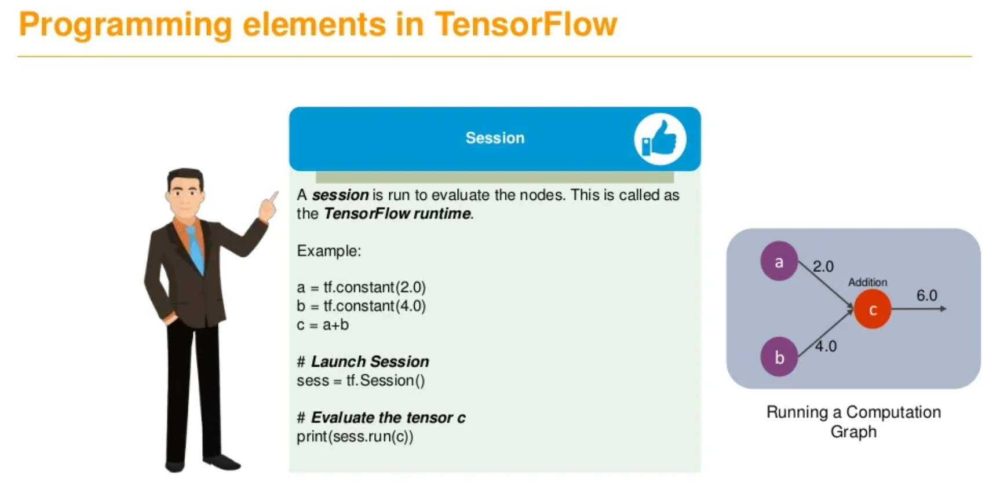 Programming elements in TensorFlow
Session
A session is run to evaluate the nodes. This is called as
the TensorFlow runtime.
Example:
a = tf.constant(2.0)
b = tf.constant(4.0)
c = a+b
# Launch Session
sess = tf.Session()
# Evaluate the tensor c
print(sess.run(c))
a
2.0
Addition
c
6.0
b
4.0
Running a Computation
Graph